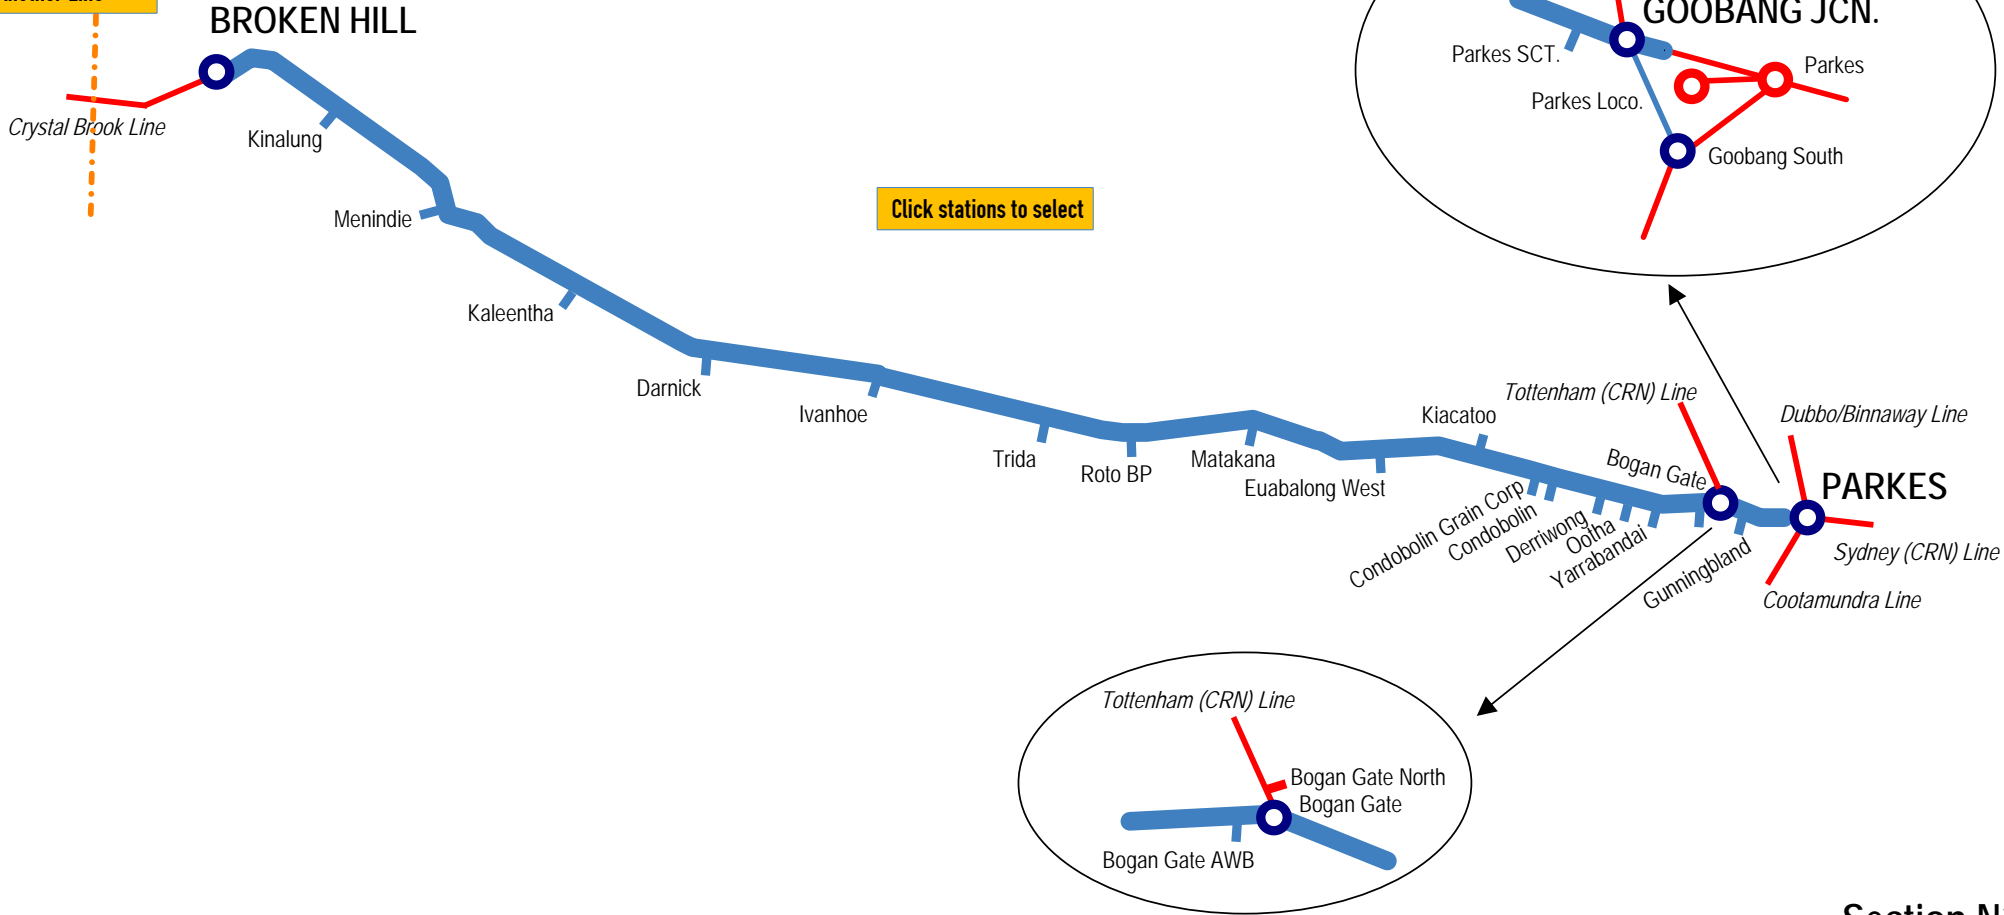 BROKEN HILL
GOOBANG JCN.
Parkes SCT.
Parkes
Parkes Loco.
Goobang South
Crystal Brook Line
Kinalung
Menindie
Click stations to select
Kaleentha
Darnick
Ivanhoe
Trida
Roto BP
Matakana
Euabalong West
Kiacatoo
Tottenham (CRN) Line
Dubbo/Binnaway Line
Bogan Gate
PARKES
Condobolin Grain Corp
Condobolin
Derriwong
Ootha
Yarrabandai
Gunningbland
Sydney (CRN) Line
Cootamundra Line
Tottenham (CRN) Line
Bogan Gate North
Bogan Gate
Bogan Gate AWB
Section